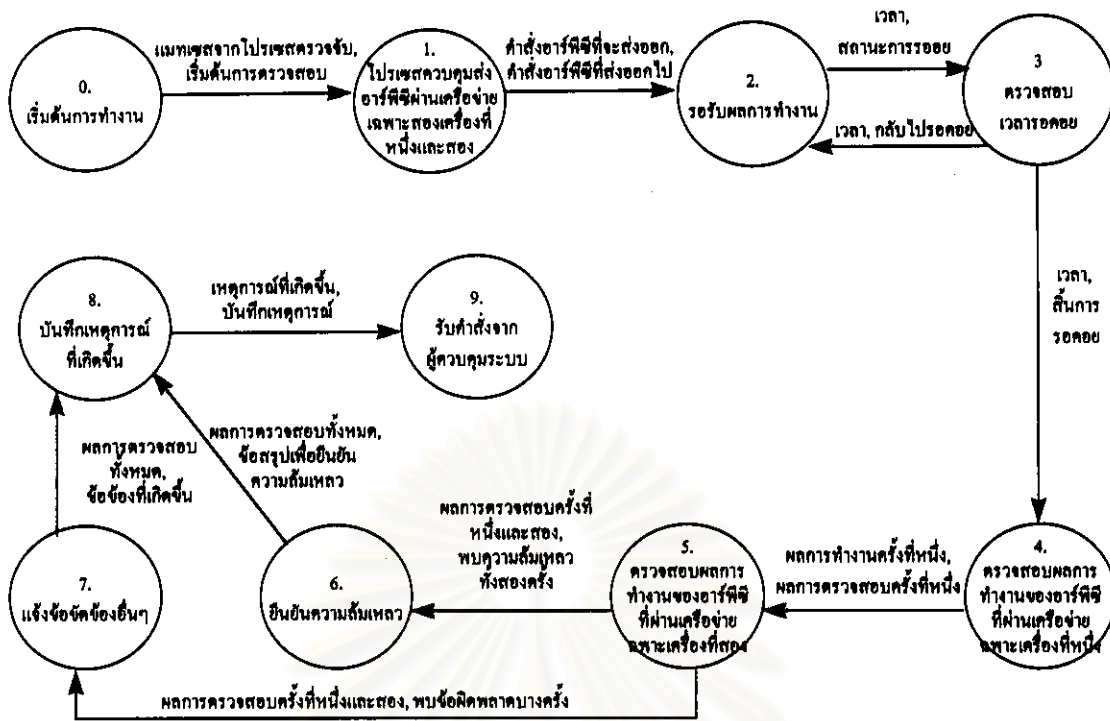 0.
เริ่มต้นการทำงาน
แมทเซสจากโปรเซสตรวจจับ,
เริ่มต้นการตรวจสอบ
1.
โปรเซสควบคุมส่ง
อาร์พีซีผ่านเครือข่าย
เฉพาะสองเครื่องที่
หนึ่งและสอง
คำสั่งอาร์พีซีที่จะส่งออก,
คำสั่งอาร์พีซีที่ส่งออกไป
2.
รอรับผลการทำงาน
เวลา,
สถานะการรออย
เวลา, กลับไปรอคอย
3
ตรวจสอบ
เวลารอคอย
เวลา,
สิ้นการ
รอคอย
4.
ตรวจสอบผลการ
ทำงานของอาร์พีซี
ที่ผ่านเครือข่าย
ฉพาะเครื่องที่หนึ่ง
ผลการทำงานครั้งที่หนึ่ง,
ผลการตรวจสอบครั้งที่หนึ่ง
5.
ตรวจสอบผลการ
ทำงานของอาร์พีซี
ที่ผ่านเครือข่าย
ฉพาะเครื่องที่สอง
ผลการตรวจสอบครั้งที่
หนึ่งและสอง,
พบความล้มเหลว
ทั้งสองครั้ง
6.
ยืนยันความล้มเหลว
ผลการตรวจสอบครั้งที่หนึ่งและสอง, พบข้อผิดพลาดบางครั้ง
7.
แจ้งข้อขัดข้องอื่นๆ
ผลการตรวจสอบ
ทั้งหมด,
ข้อข้องที่เกิดขึ้น
ผลการตรวจสอบทั้งหมด,
ข้อสรุปเพื่อยืนยัน
ความล้มเหลว
8.
บันทึกเหตุการณ์
ที่เกิดขึ้น
เหตุการณ์ที่เกิดขึ้น,
บันทึกเหตุการณ์
9.
รับคำสั่งจาก
ผู้ควบคุมระบบ